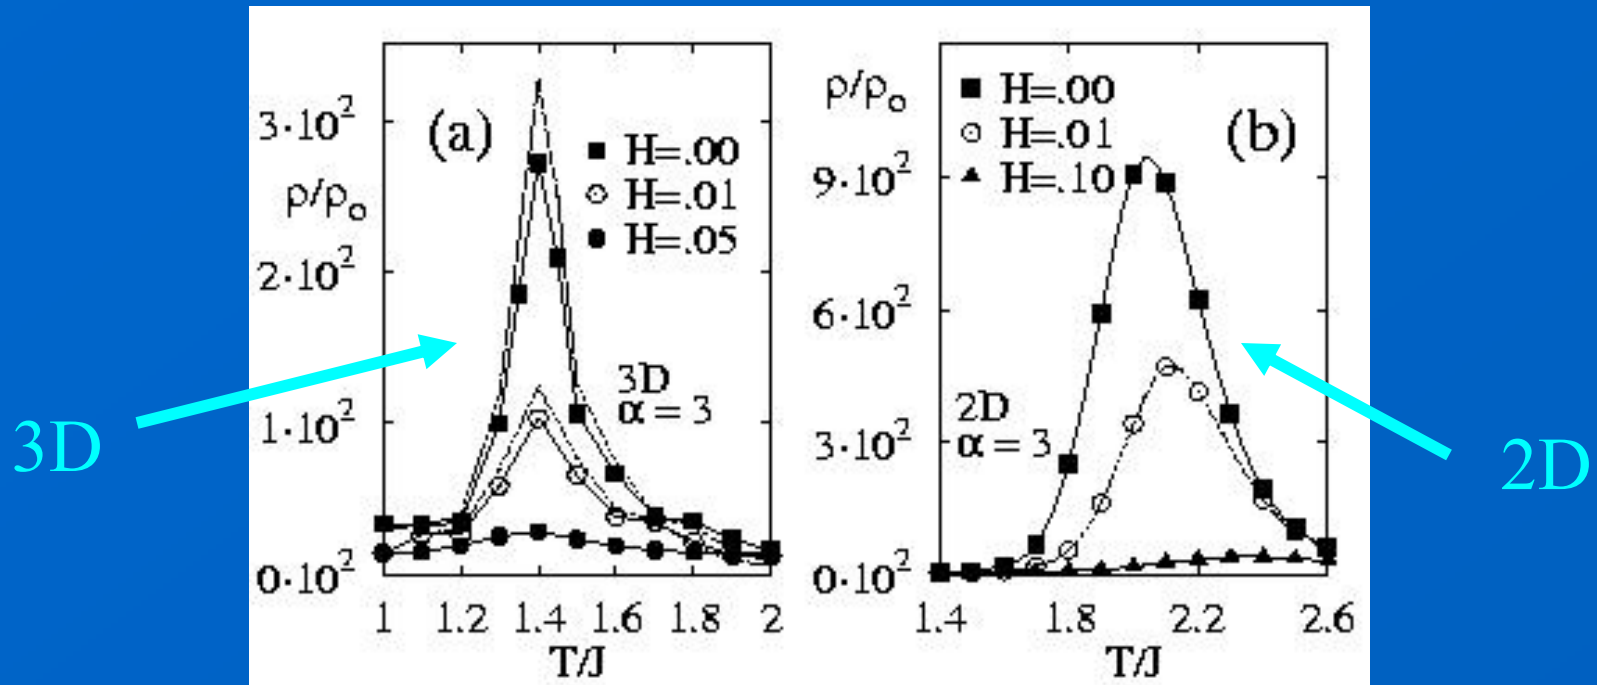 3D
(a)
3·10²
ρ/ρ₀
2·10²
1·10²
0·10²
H=.00
H=.01
H=.05
3D
α = 3
1 1.2 1.4 1.6 1.8 2
T/J
ρ/ρ₀
H=.00
H=.01
H=.10
(b)
9·10²
6·10²
3·10²
0·10²
2D
α = 3
1.4 1.8 2.2 2.6
T/J
2D